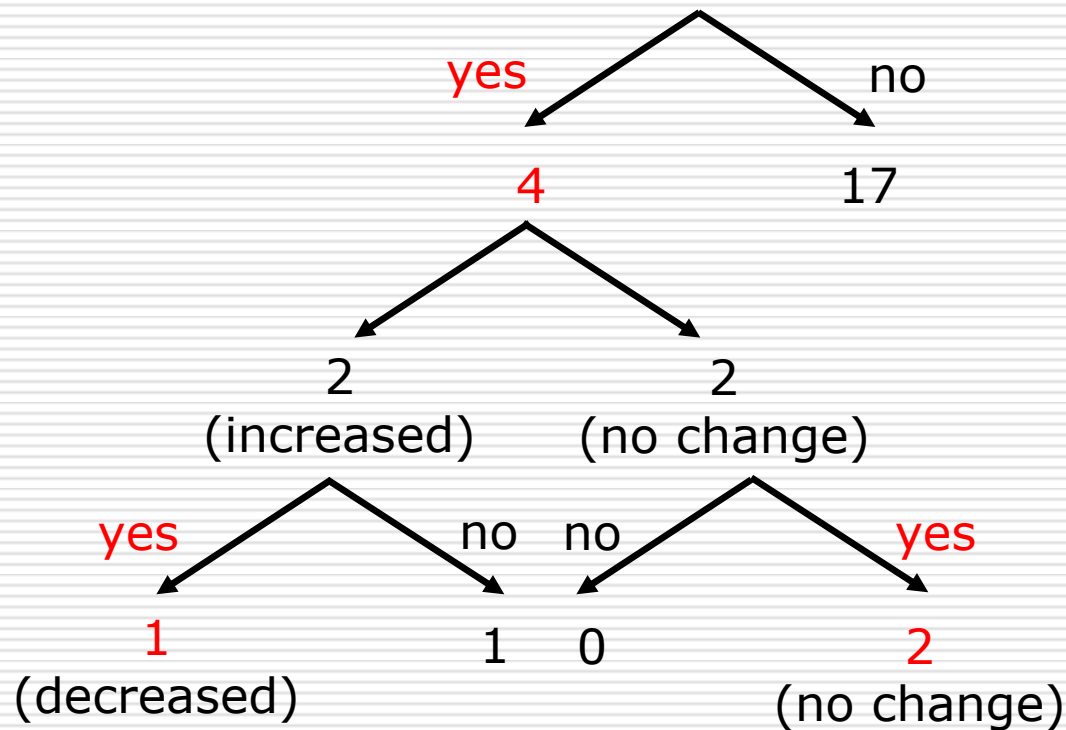 yes no
4 17
2 2
(increased) (no change)
yes no no yes
1 1 0 2
(decreased) (no change)